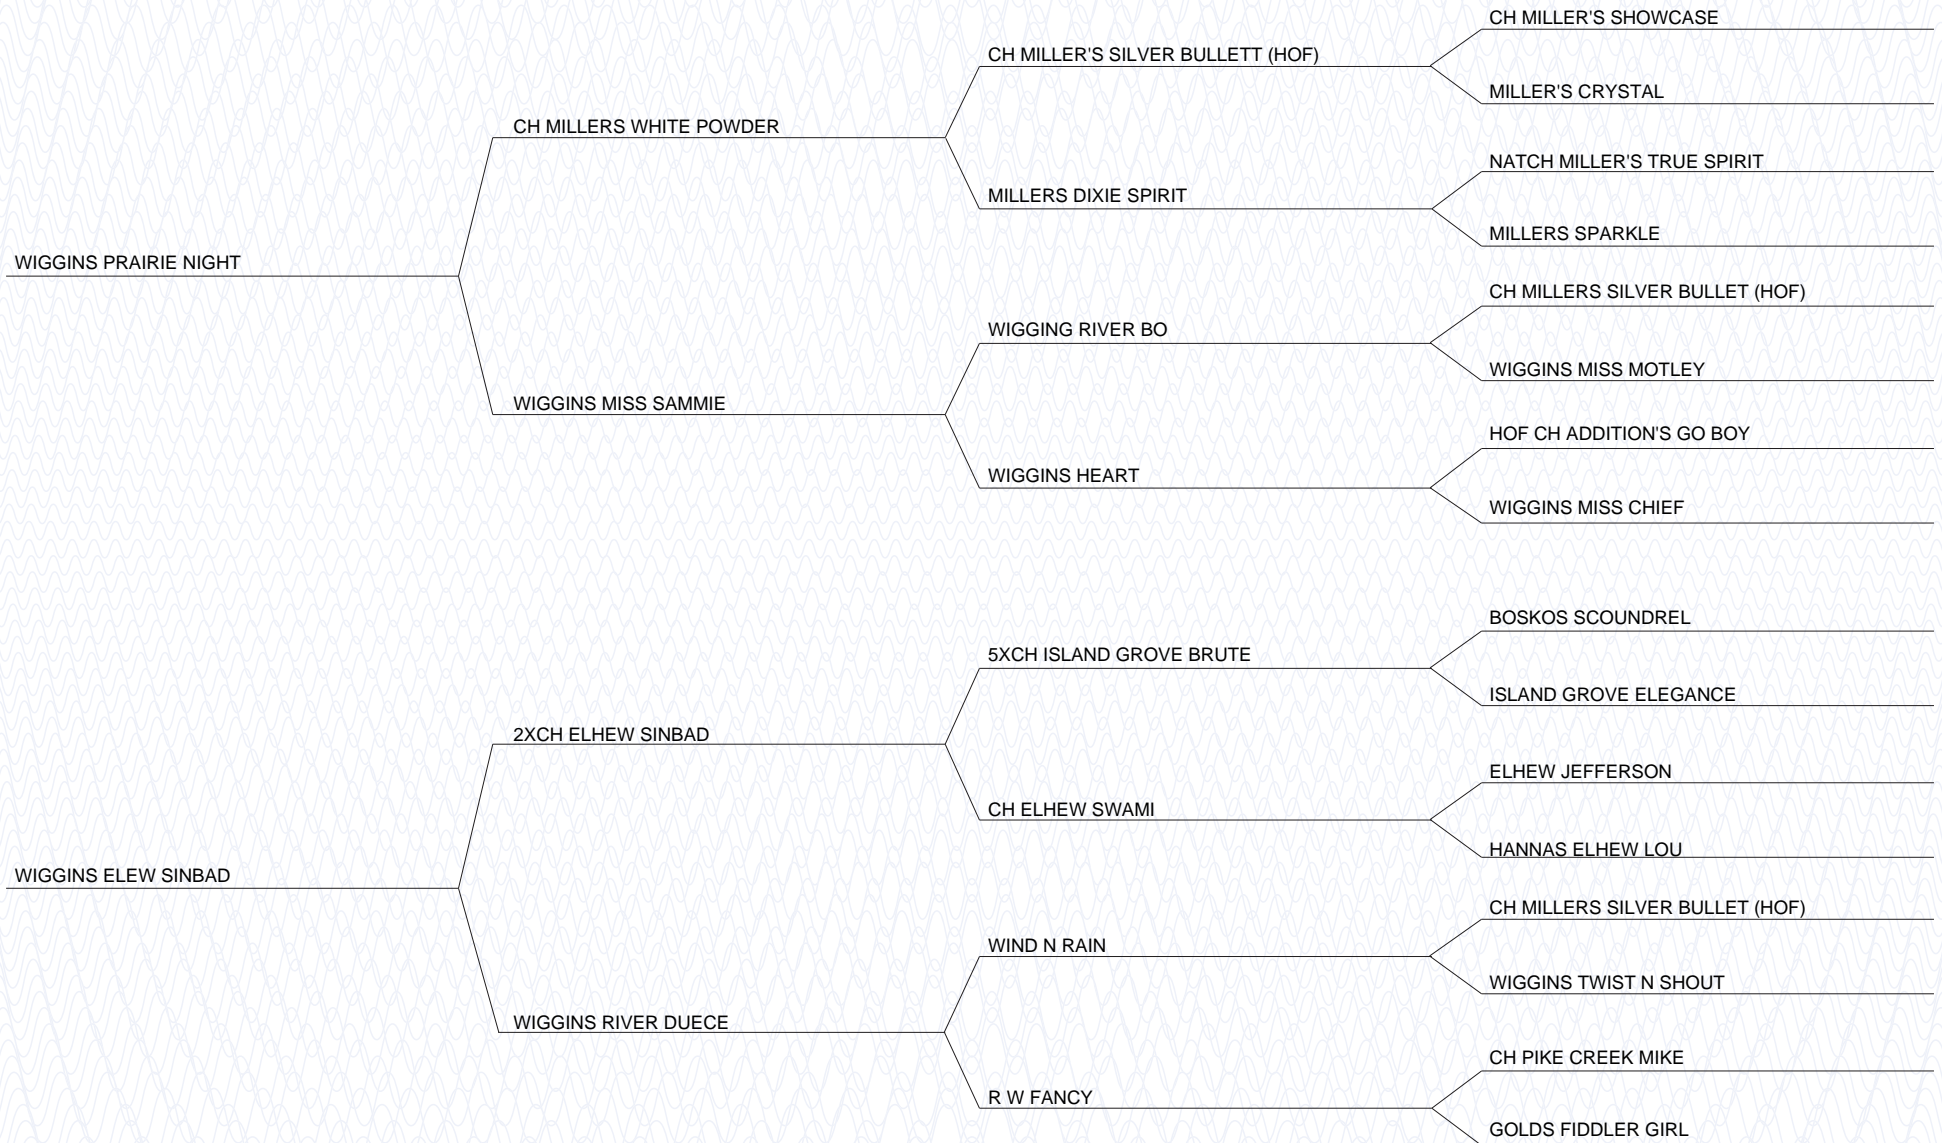 CH MILLER'S SHOWCASE
CH MILLER'S SILVER BULLETT (HOF)
MILLER'S CRYSTAL
CH MILLERS WHITE POWDER
NATCH MILLER'S TRUE SPIRIT
MILLERS DIXIE SPIRIT
MILLERS SPARKLE
WIGGINS PRAIRIE NIGHT
CH MILLERS SILVER BULLET (HOF)
WIGGING RIVER BO
WIGGINS MISS MOTLEY
WIGGINS MISS SAMMIE
HOF CH ADDITION'S GO BOY
WIGGINS HEART
WIGGINS MISS CHIEF
BOSKOS SCOUNDREL
5XCH ISLAND GROVE BRUTE
ISLAND GROVE ELEGANCE
2XCH ELHEW SINBAD
ELHEW JEFFERSON
CH ELHEW SWAMI
HANNAS ELHEW LOU
WIGGINS ELEW SINBAD
CH MILLERS SILVER BULLET (HOF)
WIND N RAIN
WIGGINS TWIST N SHOUT
WIGGINS RIVER DUECE
CH PIKE CREEK MIKE
R W FANCY
GOLDS FIDDLER GIRL